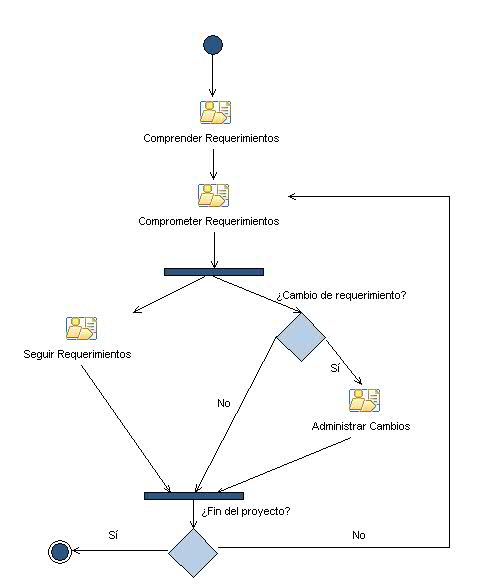 Comprender Requerimientos
Comprometer Requerimientos
¿Cambio de requerimiento?
Seguir Requerimientos
Sí
No
Administrar Cambios
¿Fin del proyecto?
Sí
No